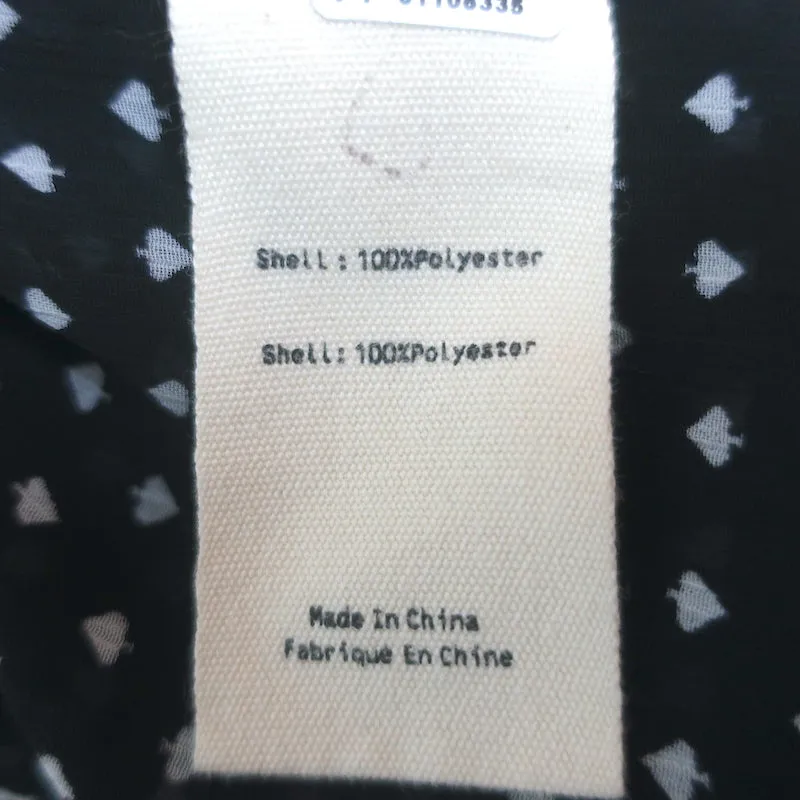 Shell: 100%Polyester
Shell: 100%Polyester
Made In China
Fabrique En Chine